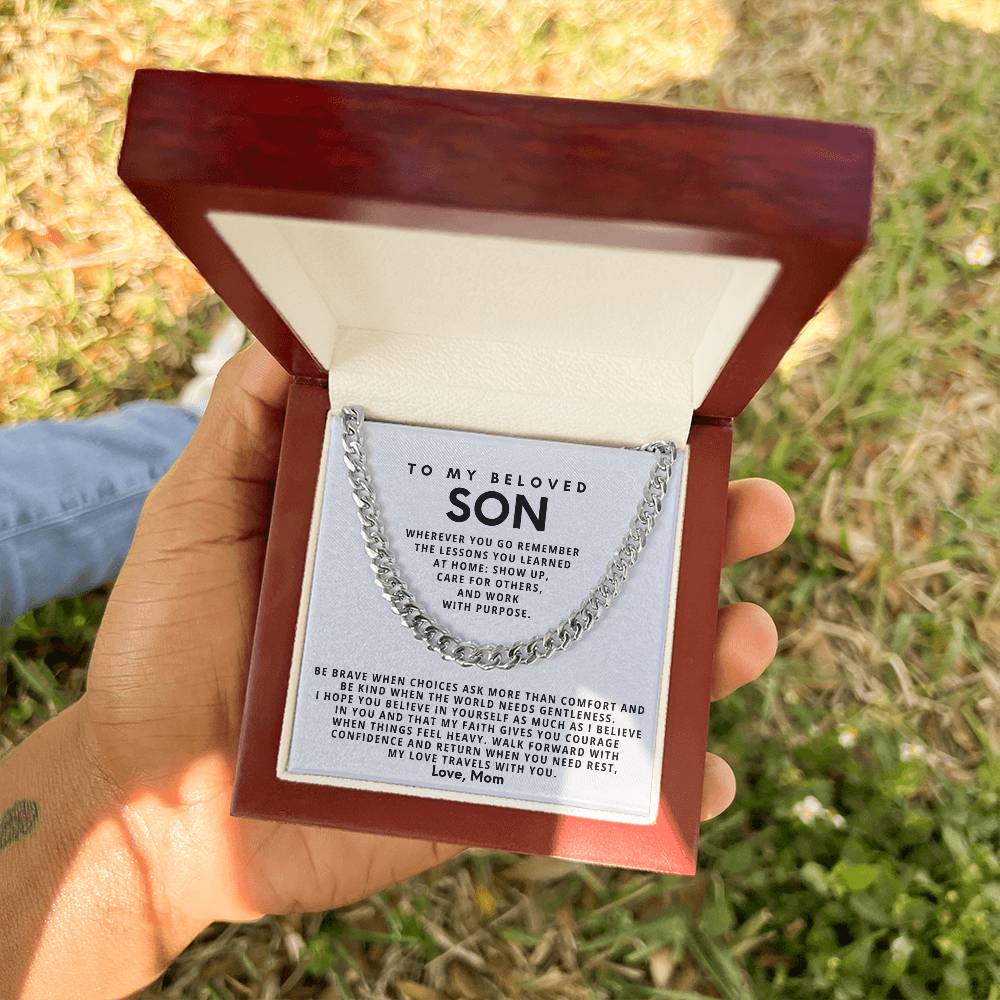 TO MY BELOVED
SON
WHEREVER YOU GO REMEMBER
THE LESSONS YOU LEARNED
AT HOME: SHOW UP,
CARE FOR OTHERS,
AND WORK
WITH PURPOSE.
BE BRAVE WHEN CHOICES ASK MORE THAN COMFORT AND
BE KIND WHEN THE WORLD NEEDS GENTLENESS.
I HOPE YOU BELIEVE IN YOURSELF AS MUCH AS I BELIEVE
IN YOU AND THAT MY FAITH GIVES YOU COURAGE
WHEN THINGS FEEL HEAVY. WALK FORWARD WITH
CONFIDENCE AND RETURN WHEN YOU NEED REST,
MY LOVE TRAVELS WITH YOU.
Love, Mom